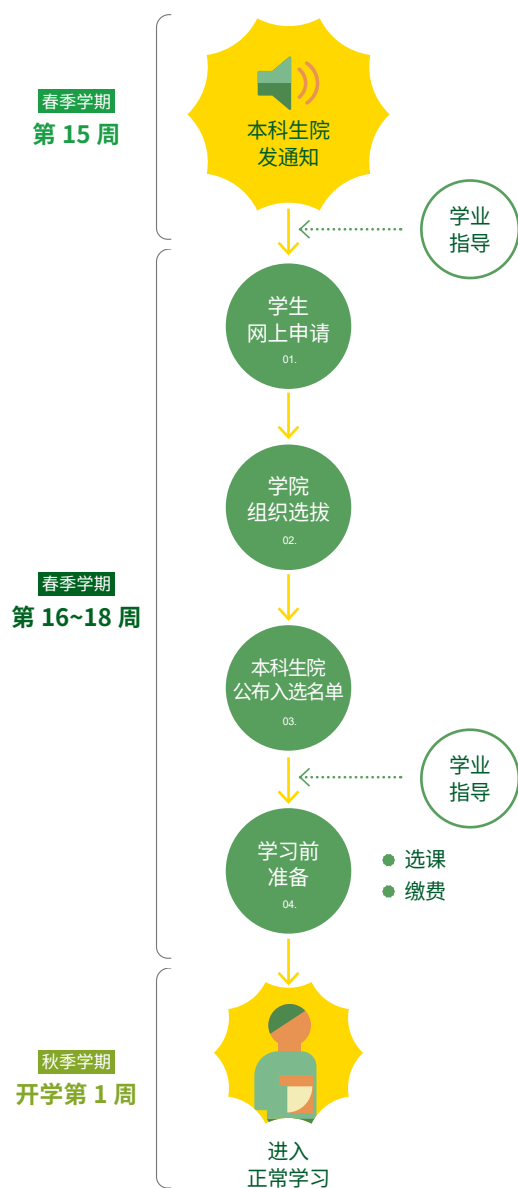 春季学期
第 15 周
本科生院
发通知
学业
指导
学生
网上申请
01.
学院
组织选拔
02.
春季学期
第 16~18 周
本科生院
公布入选名单
03.
学业
指导
学习前
准备
04.
选课
缴费
秋季学期
开学第 1 周
进入
正常学习